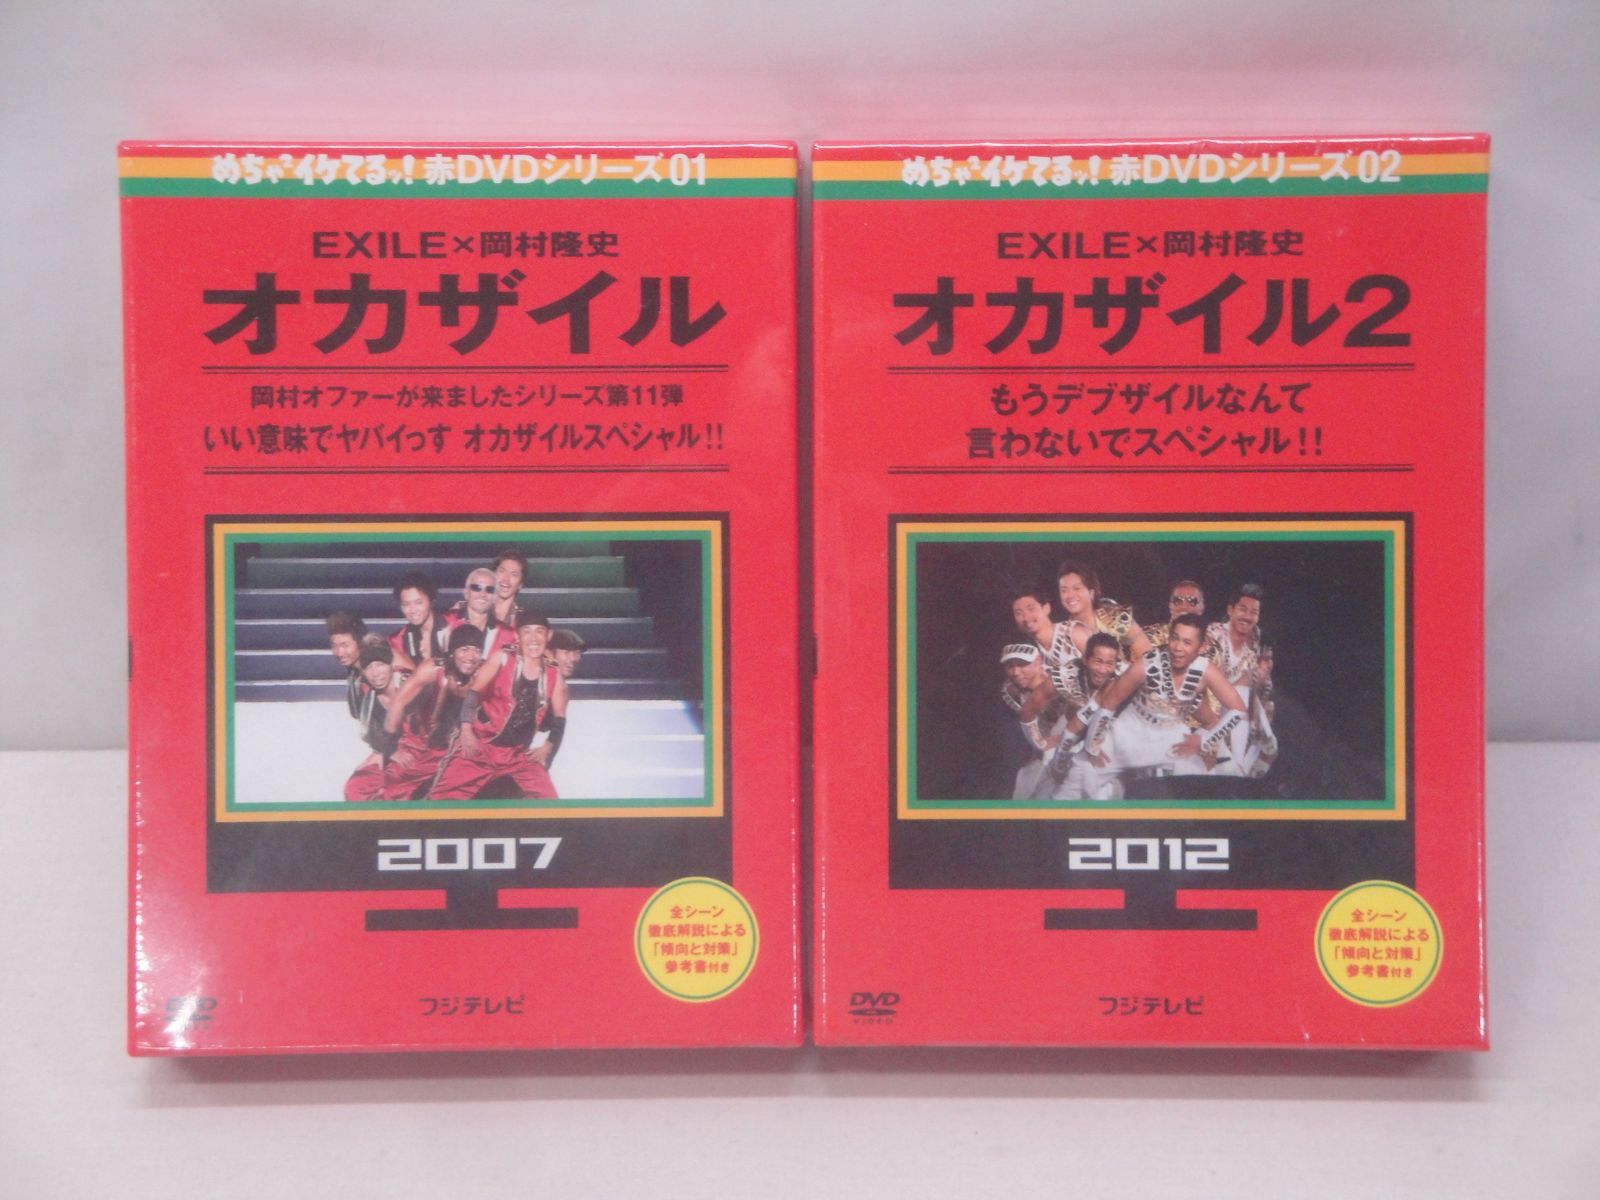 めちゃ²イケてるッ! 赤DVDシリーズ01
EXILE×岡村隆史
オカザイル
岡村オファーが来ましたシリーズ第11弾
いい意味でヤバイっす オカザイルスペシャル!!
2007
全シーン
徹底解説による
「傾向と対策」
参考書付き
フジテレビ
めちゃ²イケてるッ! 赤DVDシリーズ02
EXILE×岡村隆史
オカザイル2
もうデブザイルなんて
言わないでスペシャル!!
2012
全シーン
徹底解説による
「傾向と対策」
参考書付き
DVD
VIDEO
フジテレビ